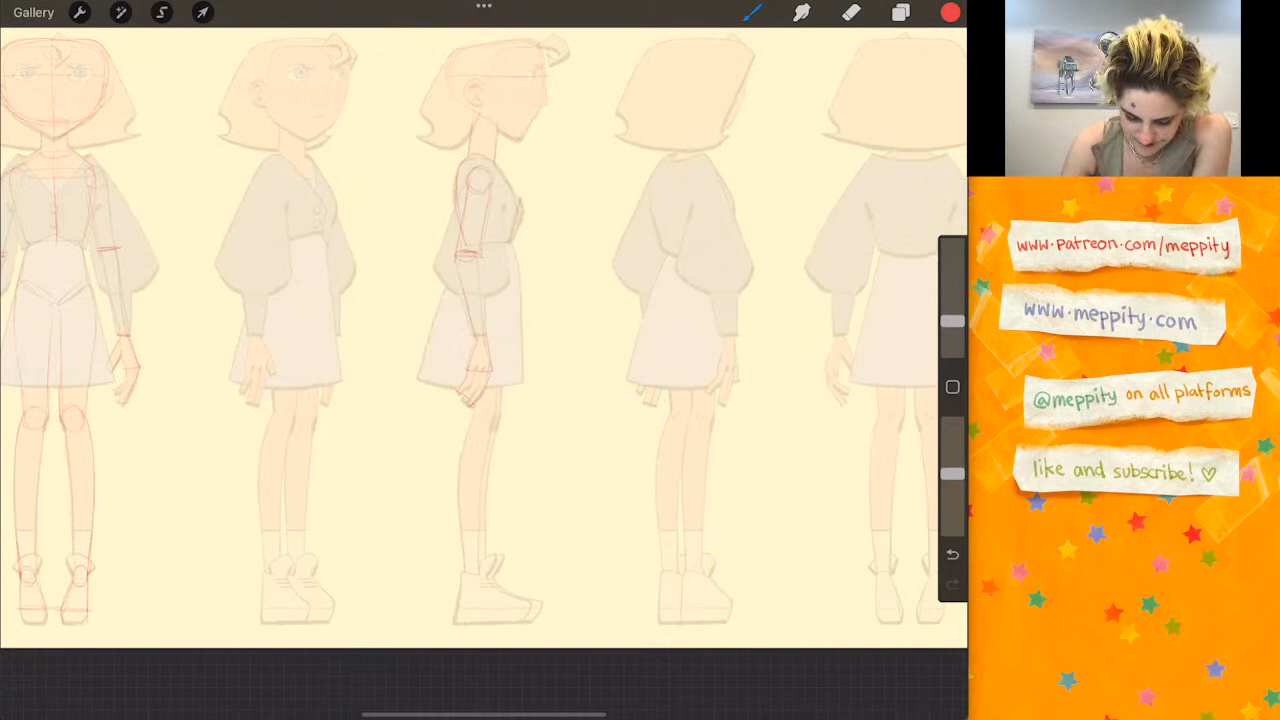 Gallery
www.patreon.com/meppity
www.meppity.com
@meppity on all platforms
like and subscribe! ♡